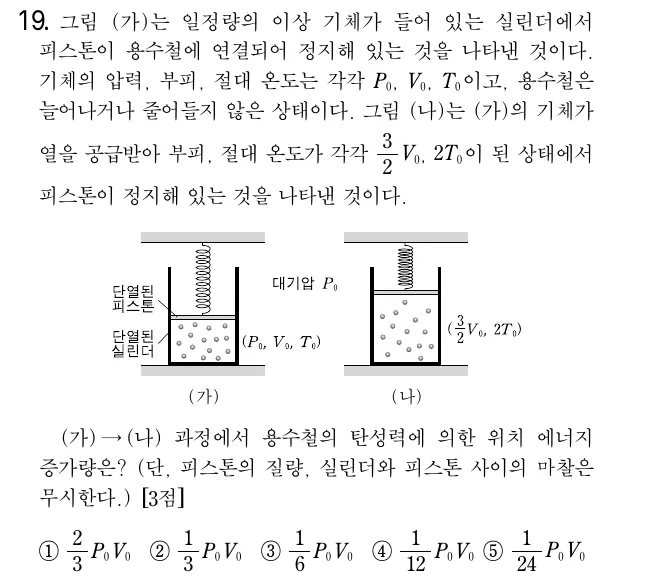 19. 그림 (가)는 일정량의 이상 기체가 들어 있는 실린더에서
피스톤이 용수철에 연결되어 정지해 있는 것을 나타낸 것이다.
기체의 압력, 부피, 절대 온도는 각각 P₀, V₀, T₀이고, 용수철은
늘어나거나 줄어들지 않은 상태이다. 그림 (나)는 (가)의 기체가
열을 공급받아 부피, 절대 온도가 각각 3/2 V₀, 2T₀이 된 상태에서
피스톤이 정지해 있는 것을 나타낸 것이다.
단열된
피스톤
단열된
실린더
(P₀, V₀, T₀)
(가)
대기압 P₀
(3/2 V₀, 2T₀)
(나)
(가)→(나) 과정에서 용수철의 탄성력에 의한 위치 에너지
증가량은? (단, 피스톤의 질량, 실린더와 피스톤 사이의 마찰은
무시한다.) [3점]
① 2/3 P₀V₀ ② 1/3 P₀V₀ ③ 1/6 P₀V₀ ④ 1/12 P₀V₀ ⑤ 1/24 P₀V₀